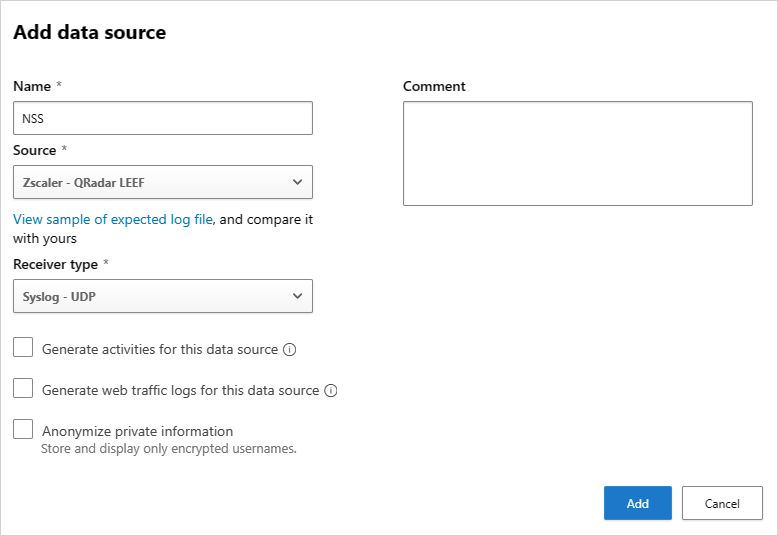 Add data source
Name *
NSS
Source *
Zscaler - QRadar LEEF
View sample of expected log file, and compare it
with yours
Receiver type *
Syslog - UDP
Generate activities for this data source
Generate web traffic logs for this data source
Anonymize private information
Store and display only encrypted usernames.
Comment
Add
Cancel